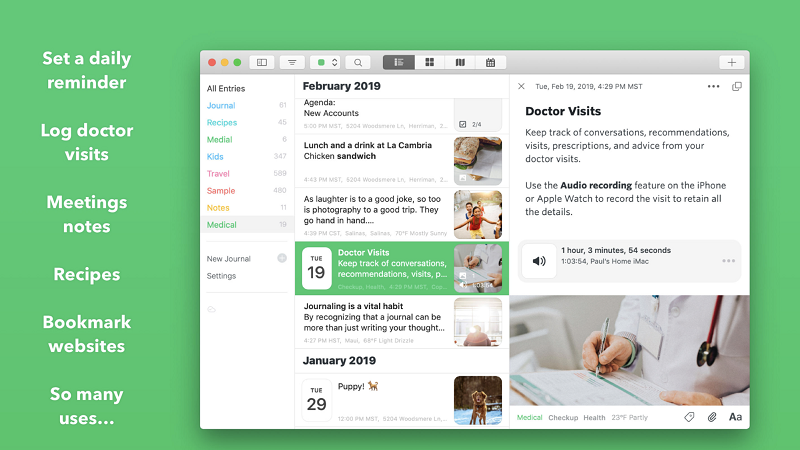 Set a daily
reminder
Log doctor
visits
Meetings
notes
Recipes
Bookmark
websites
So many
uses...
All Entries
Journal 61
Recipes 45
Medial 6
Kids 347
Travel 589
Sample 480
Notes 11
Medical 19
New Journal
Settings
February 2019
Agenda:
New Accounts
5:00 PM MST, 5204 Woodsmere Ln, Herriman, 2...
2/4
Lunch and a drink at La Cambria
Chicken sandwich
4:43 PM MST, 5204 Woodsmere Ln, Herriman, ...
As laughter is to a good joke, so too
is photography to a good trip. They
go hand in hand....
4:39 PM CST, Salinas, Salinas, 70°F Mostly Sunny
TUE
19
Doctor Visits
Keep track of conversations,
recommendations, visits, p...
Checkup, Health, 4:29 PM MST, Cop...
1
1:03:54
Journaling is a vital habit
By recognizing that a journal can be
more than just writing your thought...
4:27 PM HST, Maui, 68°F Light Drizzle
January 2019
TUE
29
Puppy!
12:00 PM MST, 5204 Woodsmere Ln, ...
Tue, Feb 19, 2019, 4:29 PM MST
Doctor Visits
Keep track of conversations, recommendations,
visits, prescriptions, and advice from your
doctor visits.
Use the Audio recording feature on the iPhone
or Apple Watch to record the visit to retain all
the details.
1 hour, 3 minutes, 54 seconds
1:03:54, Paul's Home iMac
Medical Checkup Health 23°F Partly
Aa